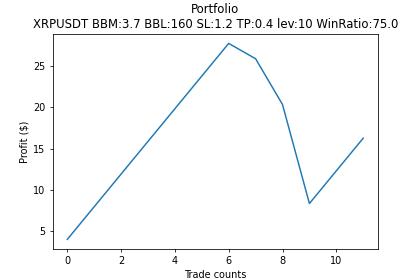 Portfolio
XRPUSDT BBM:3.7 BBL:160 SL:1.2 TP:0.4 lev:10 WinRatio:75.0
25
20
15
10
5
Profit ($)
0 2 4 6 8 10
Trade counts